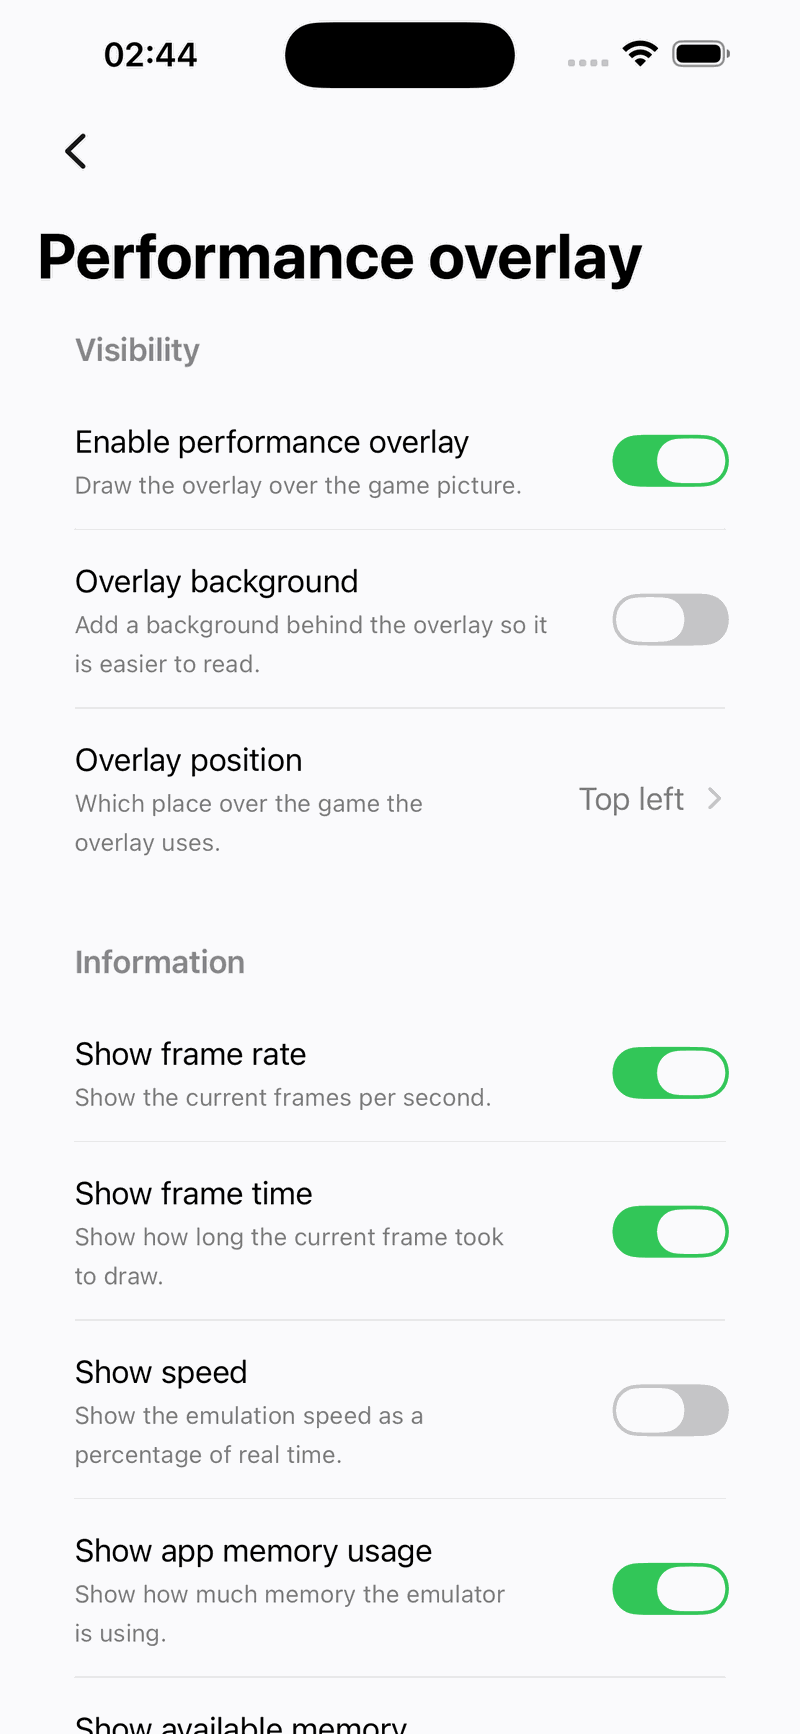 02:44
Performance overlay
Visibility
Enable performance overlay
Draw the overlay over the game picture.
Overlay background
Add a background behind the overlay so it
is easier to read.
Overlay position
Which place over the game the
overlay uses.
Top left
Information
Show frame rate
Show the current frames per second.
Show frame time
Show how long the current frame took
to draw.
Show speed
Show the emulation speed as a
percentage of real time.
Show app memory usage
Show how much memory the emulator
is using.
Show available memory